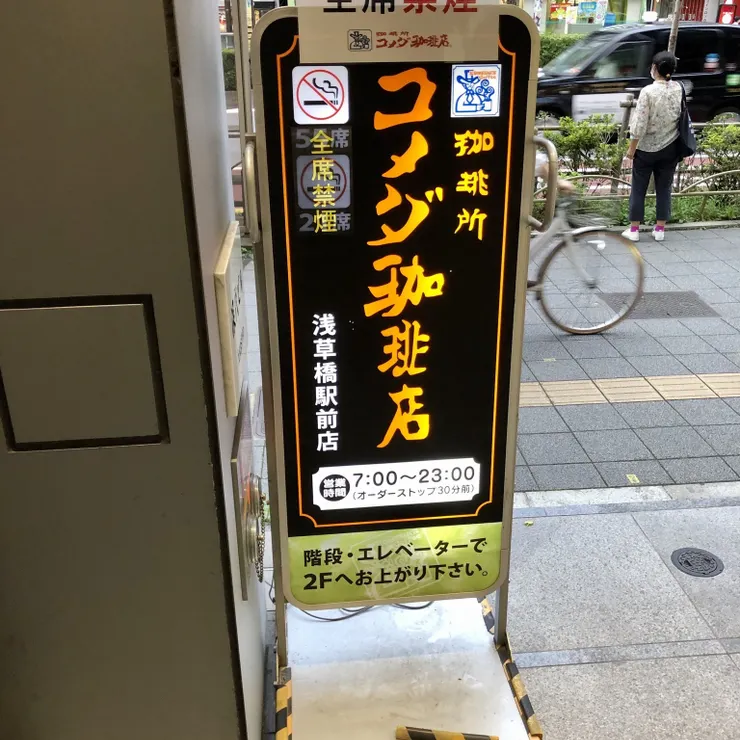 全席禁煙
珈琲所
コメダ珈琲店
珈琲所
コメダ珈琲店
全席禁煙
浅草橋駅前店
営業時間
7:00～23:00
(オーダーストップ30分前)
階段・エレベーターで
2Fへお上がり下さい。